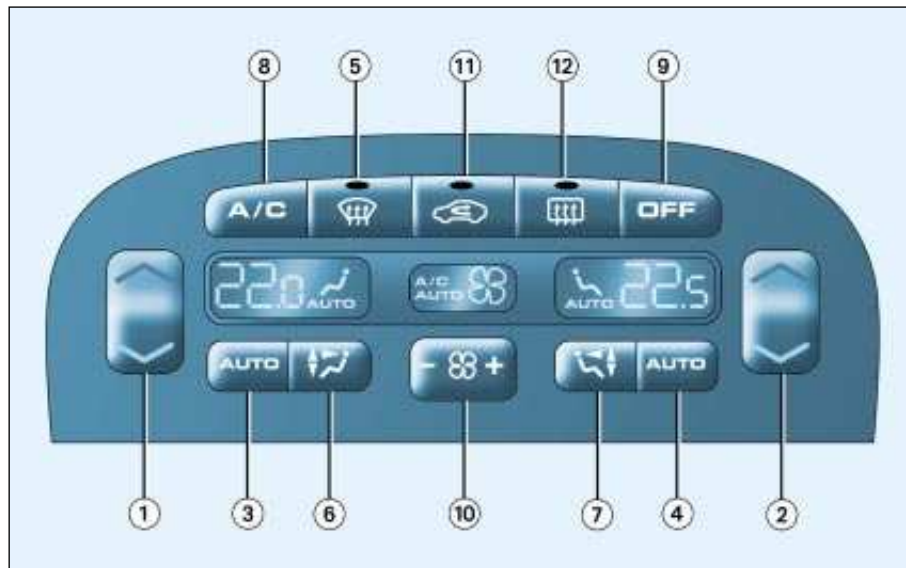 8 5 11 12 9
A/C OFF
22.0 AUTO A/C AUTO AUTO 22.5
AUTO - + AUTO
1 3 6 10 7 4 2